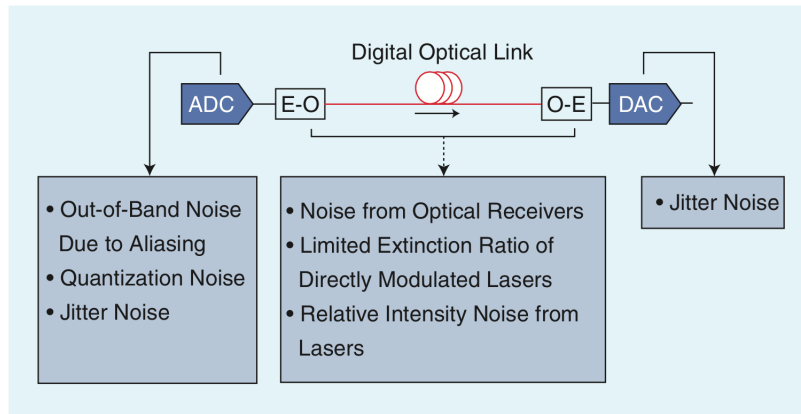 Digital Optical Link
ADC
E-O
O-E
DAC
• Out-of-Band Noise
Due to Aliasing
• Quantization Noise
• Jitter Noise
• Noise from Optical Receivers
• Limited Extinction Ratio of
Directly Modulated Lasers
• Relative Intensity Noise from
Lasers
• Jitter Noise